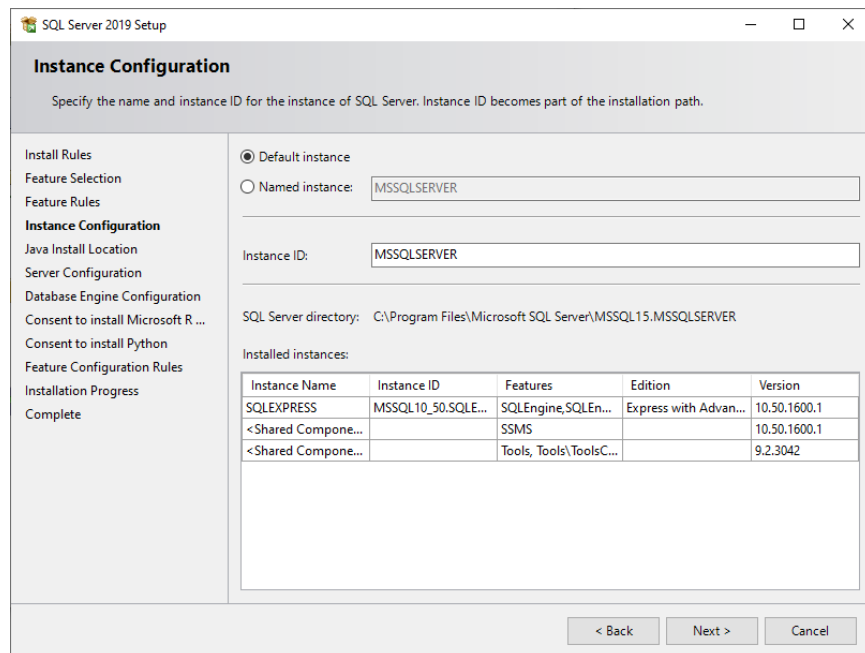 SQL Server 2019 Setup
Instance Configuration
Specify the name and instance ID for the instance of SQL Server. Instance ID becomes part of the installation path.
Install Rules
Feature Selection
Feature Rules
Instance Configuration
Java Install Location
Server Configuration
Database Engine Configuration
Consent to install Microsoft R ...
Consent to install Python
Feature Configuration Rules
Installation Progress
Complete
Default instance
Named instance: MSSQLSERVER
Instance ID: MSSQLSERVER
SQL Server directory: C:\Program Files\Microsoft SQL Server\MSSQL15.MSSQLSERVER
Installed instances:
Instance Name Instance ID Features Edition Version
SQLEXPRESS MSSQL10_50.SQLE... SQLEngine,SQLEn... Express with Advan... 10.50.1600.1
<Shared Compone... SSMS 10.50.1600.1
<Shared Compone... Tools, Tools\ToolsC... 9.2.3042
< Back Next > Cancel